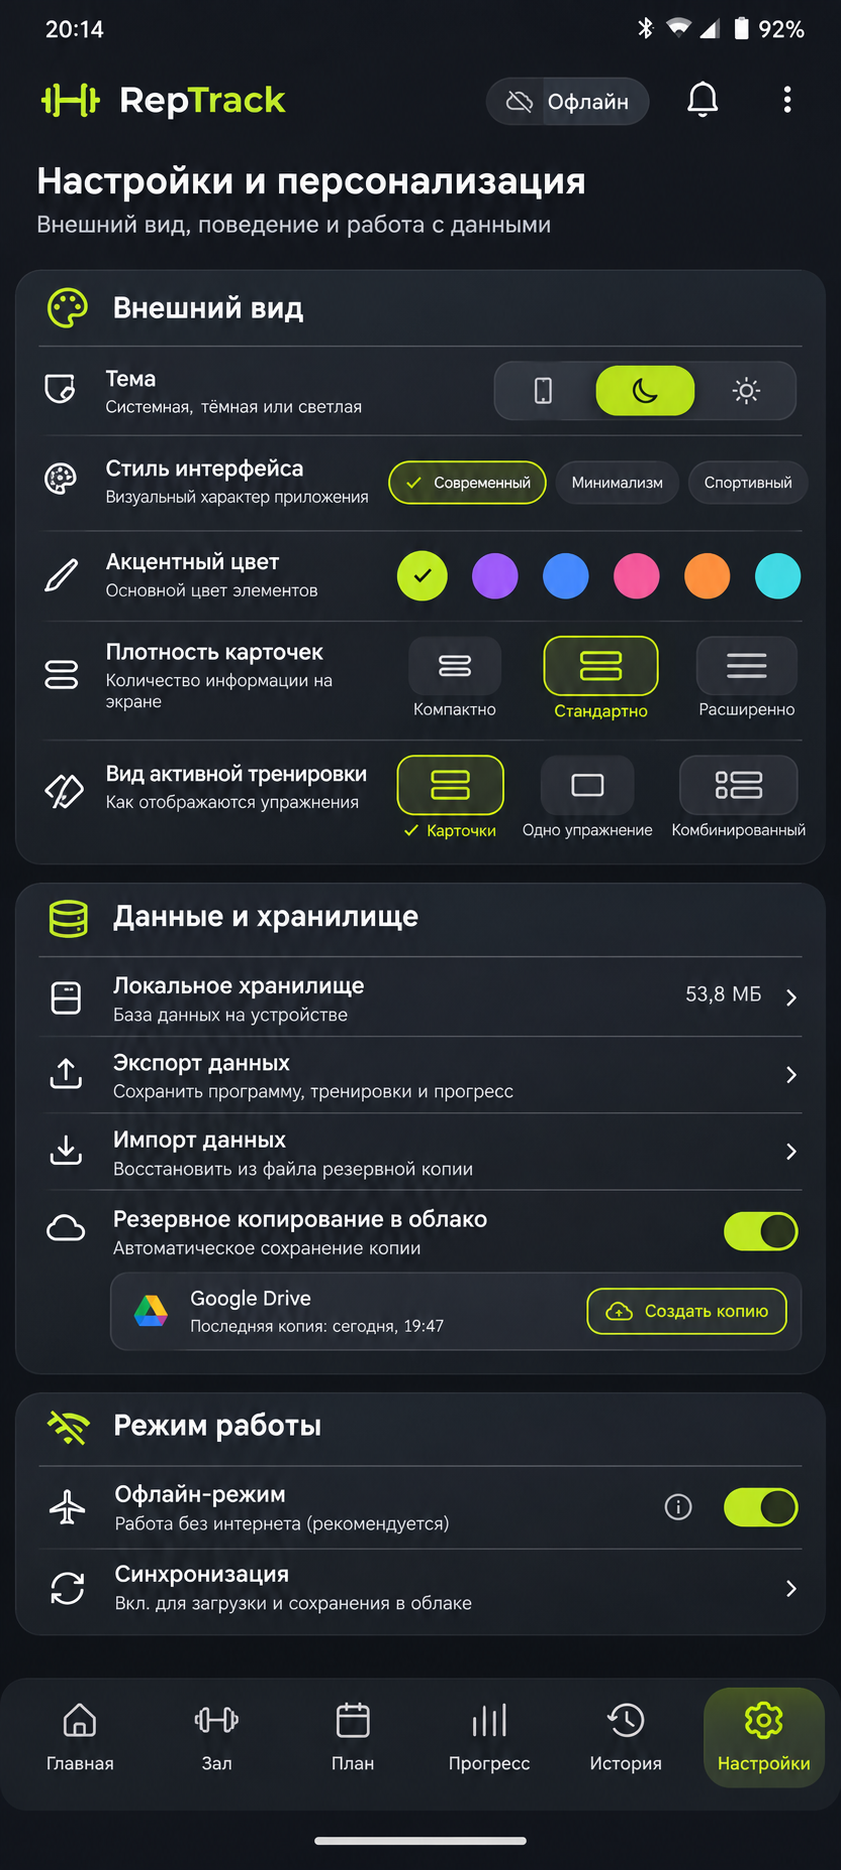 20:14
92%
RepTrack
Офлайн
Настройки и персонализация
Внешний вид, поведение и работа с данными
Внешний вид
Тема
Системная, тёмная или светлая
Стиль интерфейса
Визуальный характер приложения
Современный
Минимализм
Спортивный
Акцентный цвет
Основной цвет элементов
Плотность карточек
Количество информации на
экране
Компактно
Стандартно
Расширенно
Вид активной тренировки
Как отображаются упражнения
Карточки
Одно упражнение
Комбинированный
Данные и хранилище
Локальное хранилище
База данных на устройстве
53,8 МБ
Экспорт данных
Сохранить программу, тренировки и прогресс
Импорт данных
Восстановить из файла резервной копии
Резервное копирование в облако
Автоматическое сохранение копии
Google Drive
Последняя копия: сегодня, 19:47
Создать копию
Режим работы
Офлайн-режим
Работа без интернета (рекомендуется)
Синхронизация
Вкл. для загрузки и сохранения в облаке
Главная
Зал
План
Прогресс
История
Настройки